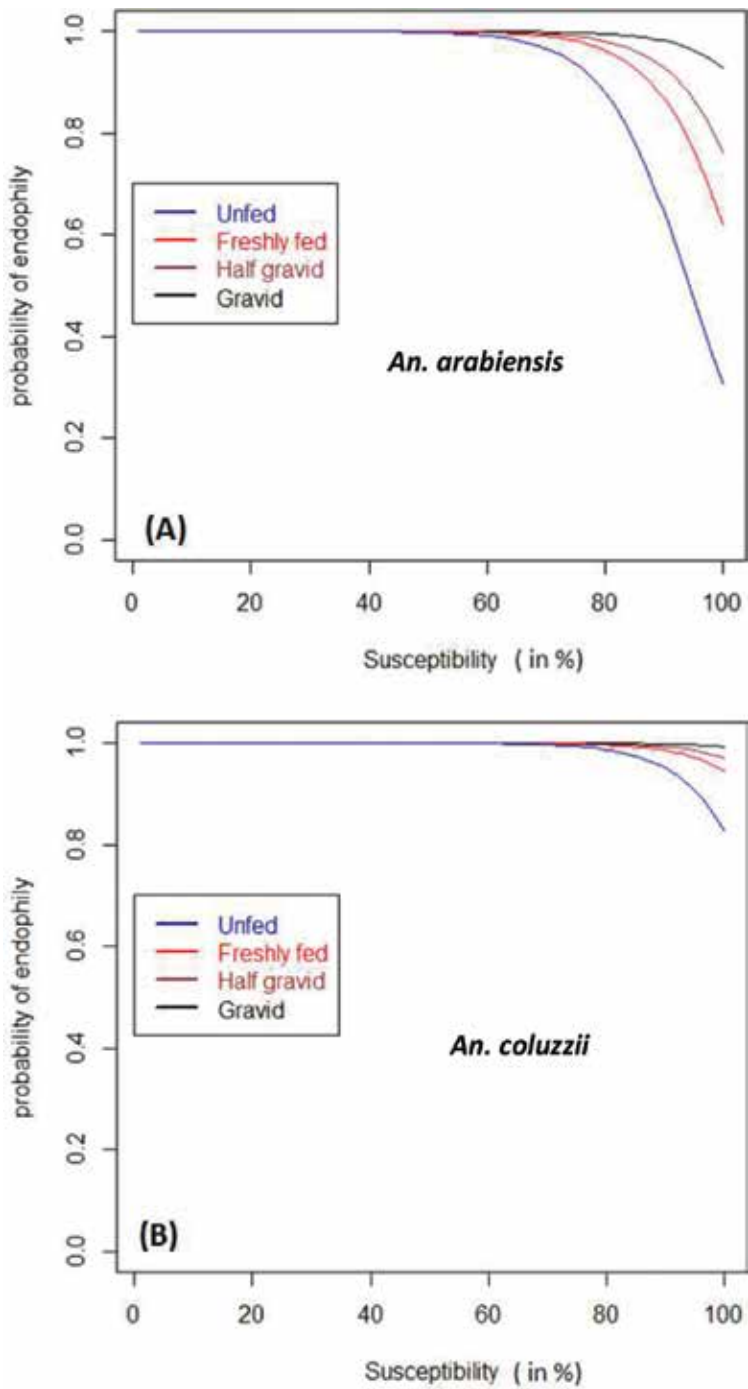 1.0
0.8
0.6
0.4
0.2
0.0
probability of endophily
Unfed
Freshly fed
Half gravid
Gravid
An. arabiensis
(A)
0 20 40 60 80 100
Susceptibility ( in %)
1.0
0.8
0.6
0.4
0.2
0.0
probability of endophily
Unfed
Freshly fed
Half gravid
Gravid
An. coluzzii
(B)
0 20 40 60 80 100
Susceptibility ( in %)